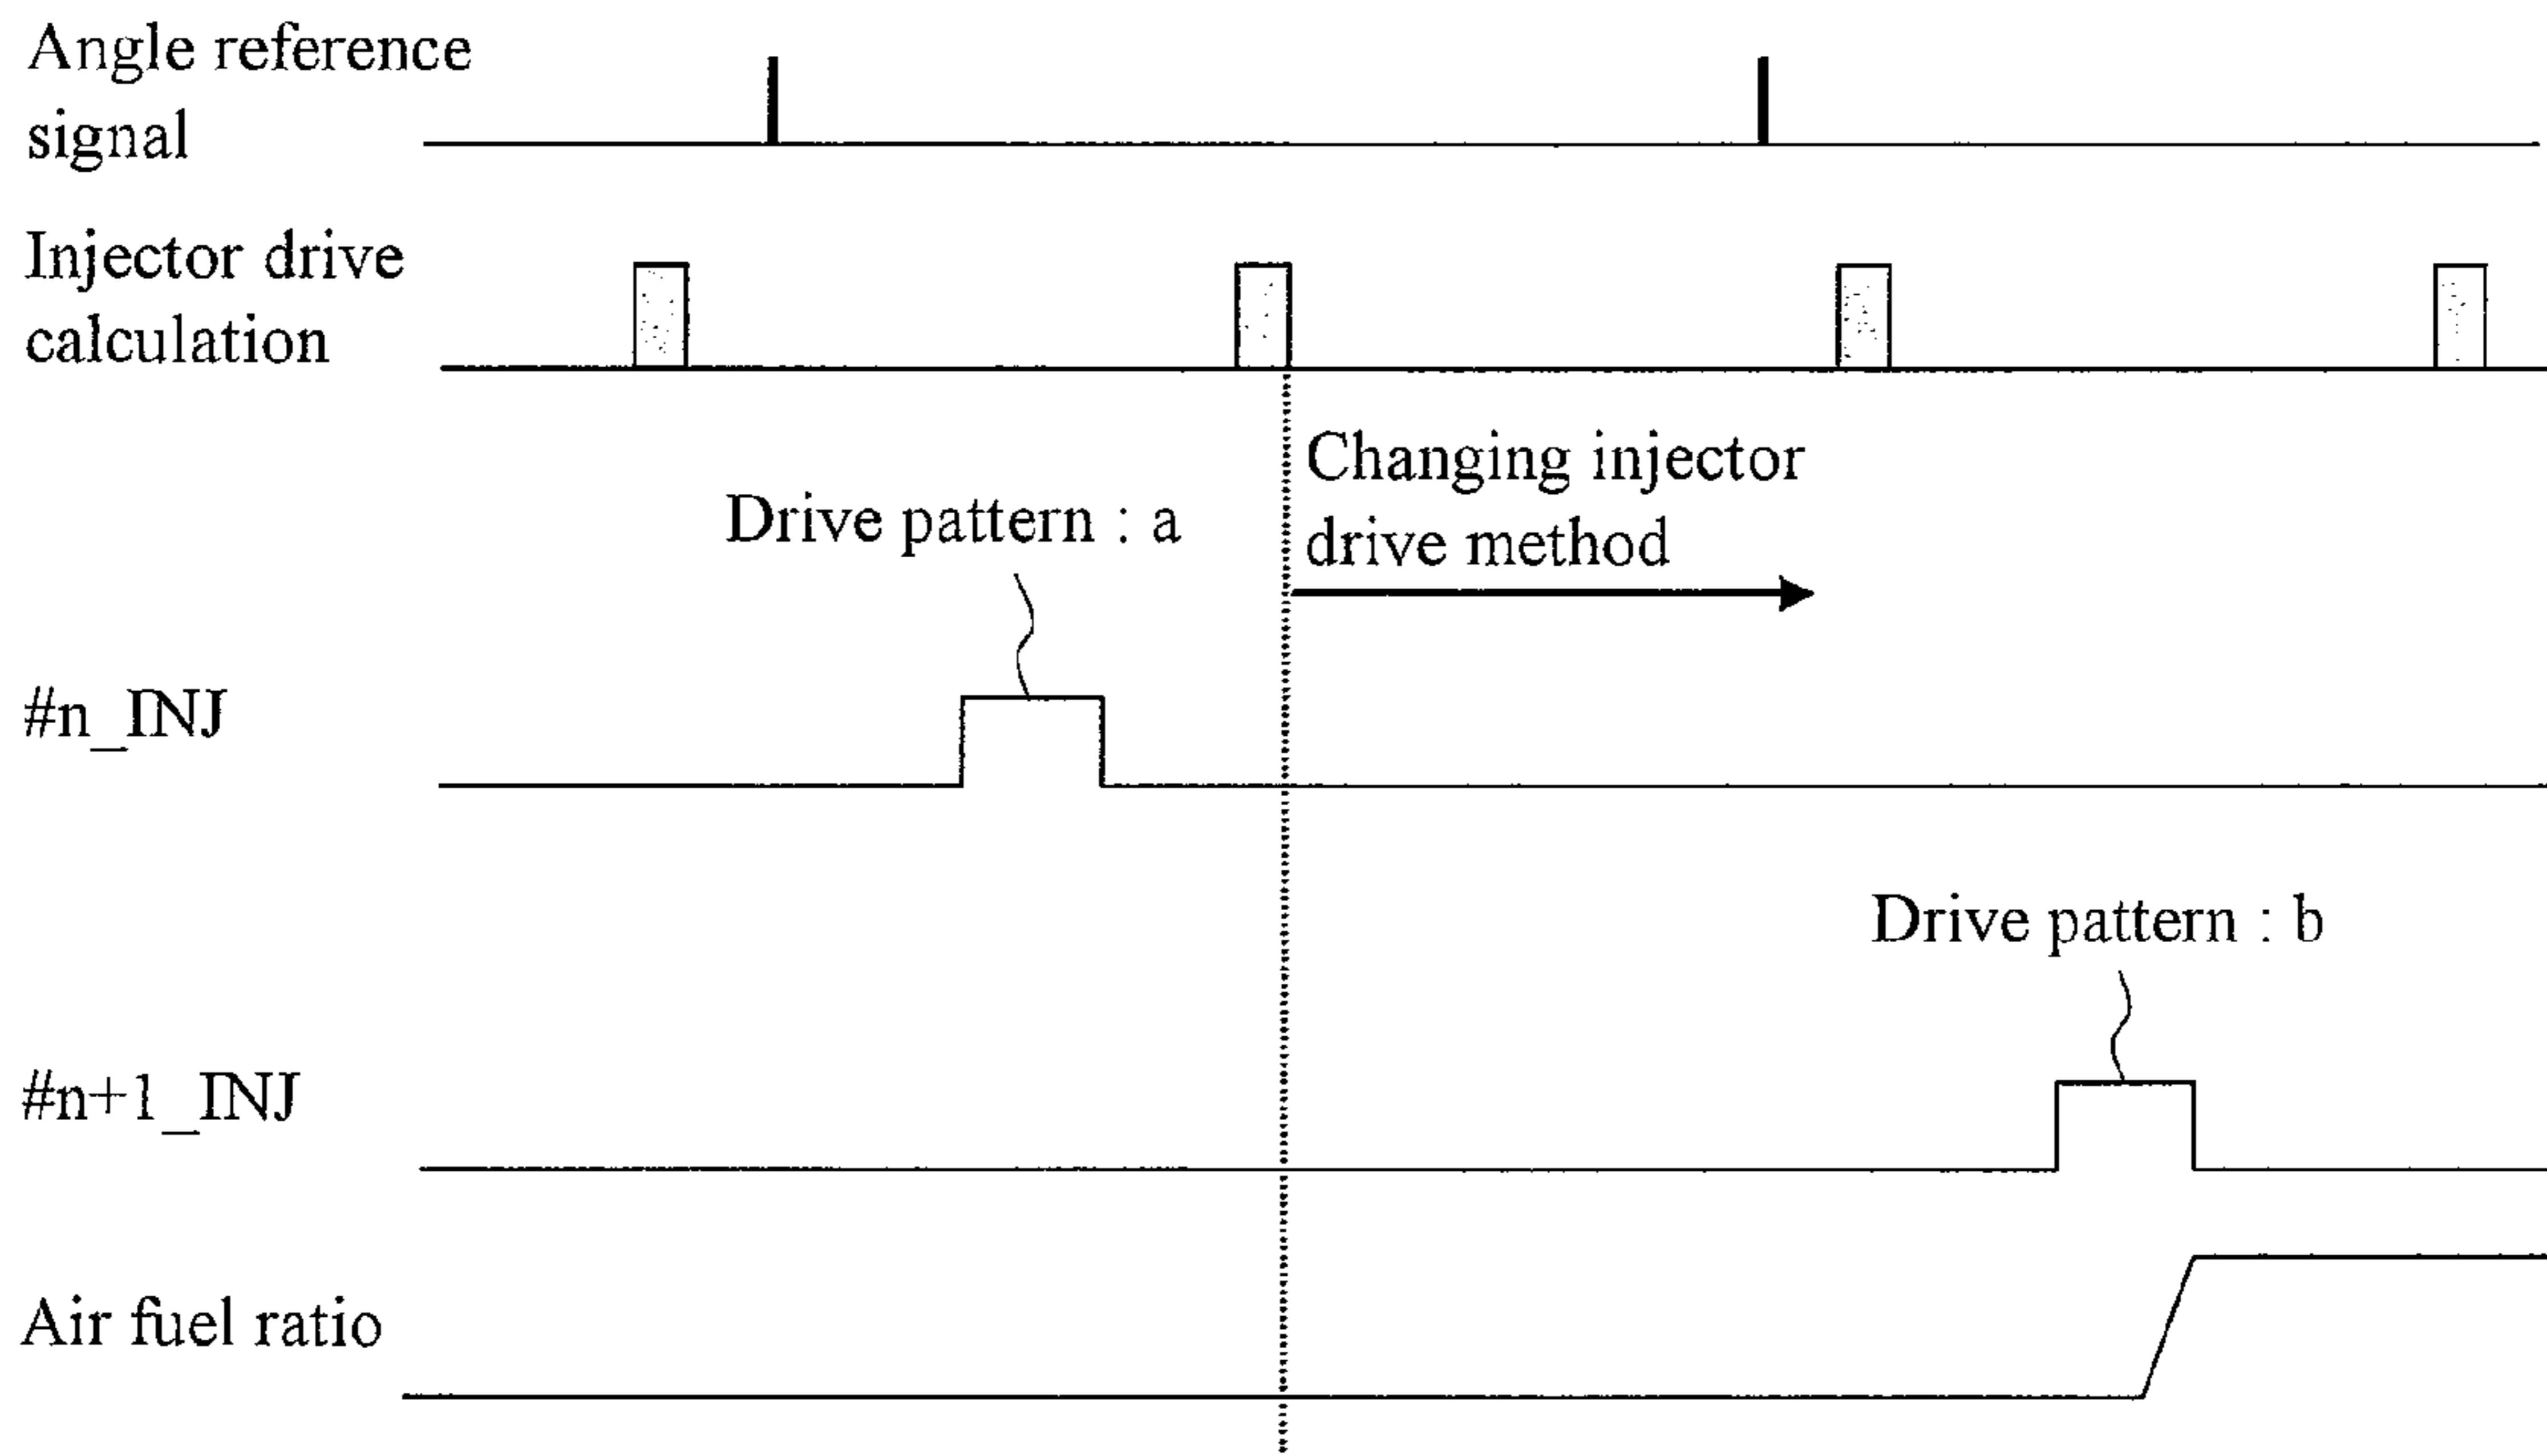 Angle reference
signal
Injector drive
calculation
Changing injector
drive method
Drive pattern : a
#n_INJ
Drive pattern : b
#n+1_INJ
Air fuel ratio